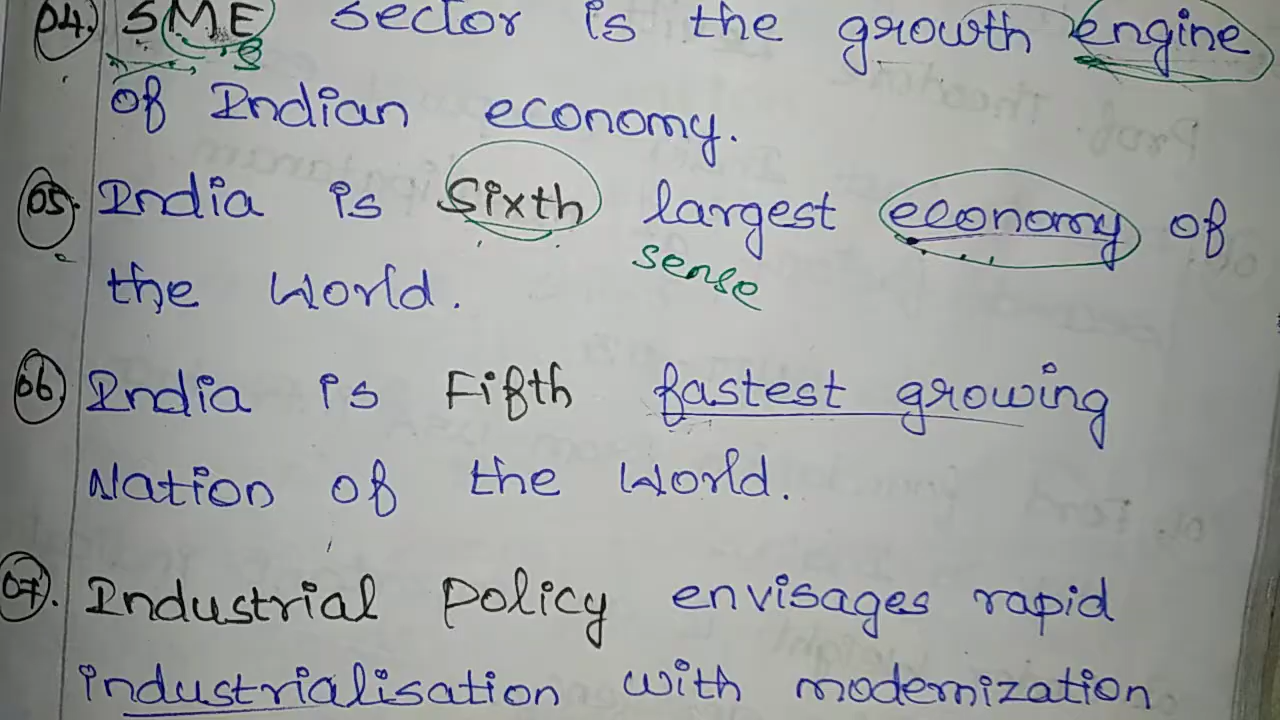 04. SME sector is the growth engine
of Indian economy.
05. India is Sixth largest economy of
sense
the World.
06. India is Fifth fastest growing
Nation of the World.
07. Industrial Policy envisages rapid
industrialisation with modernization